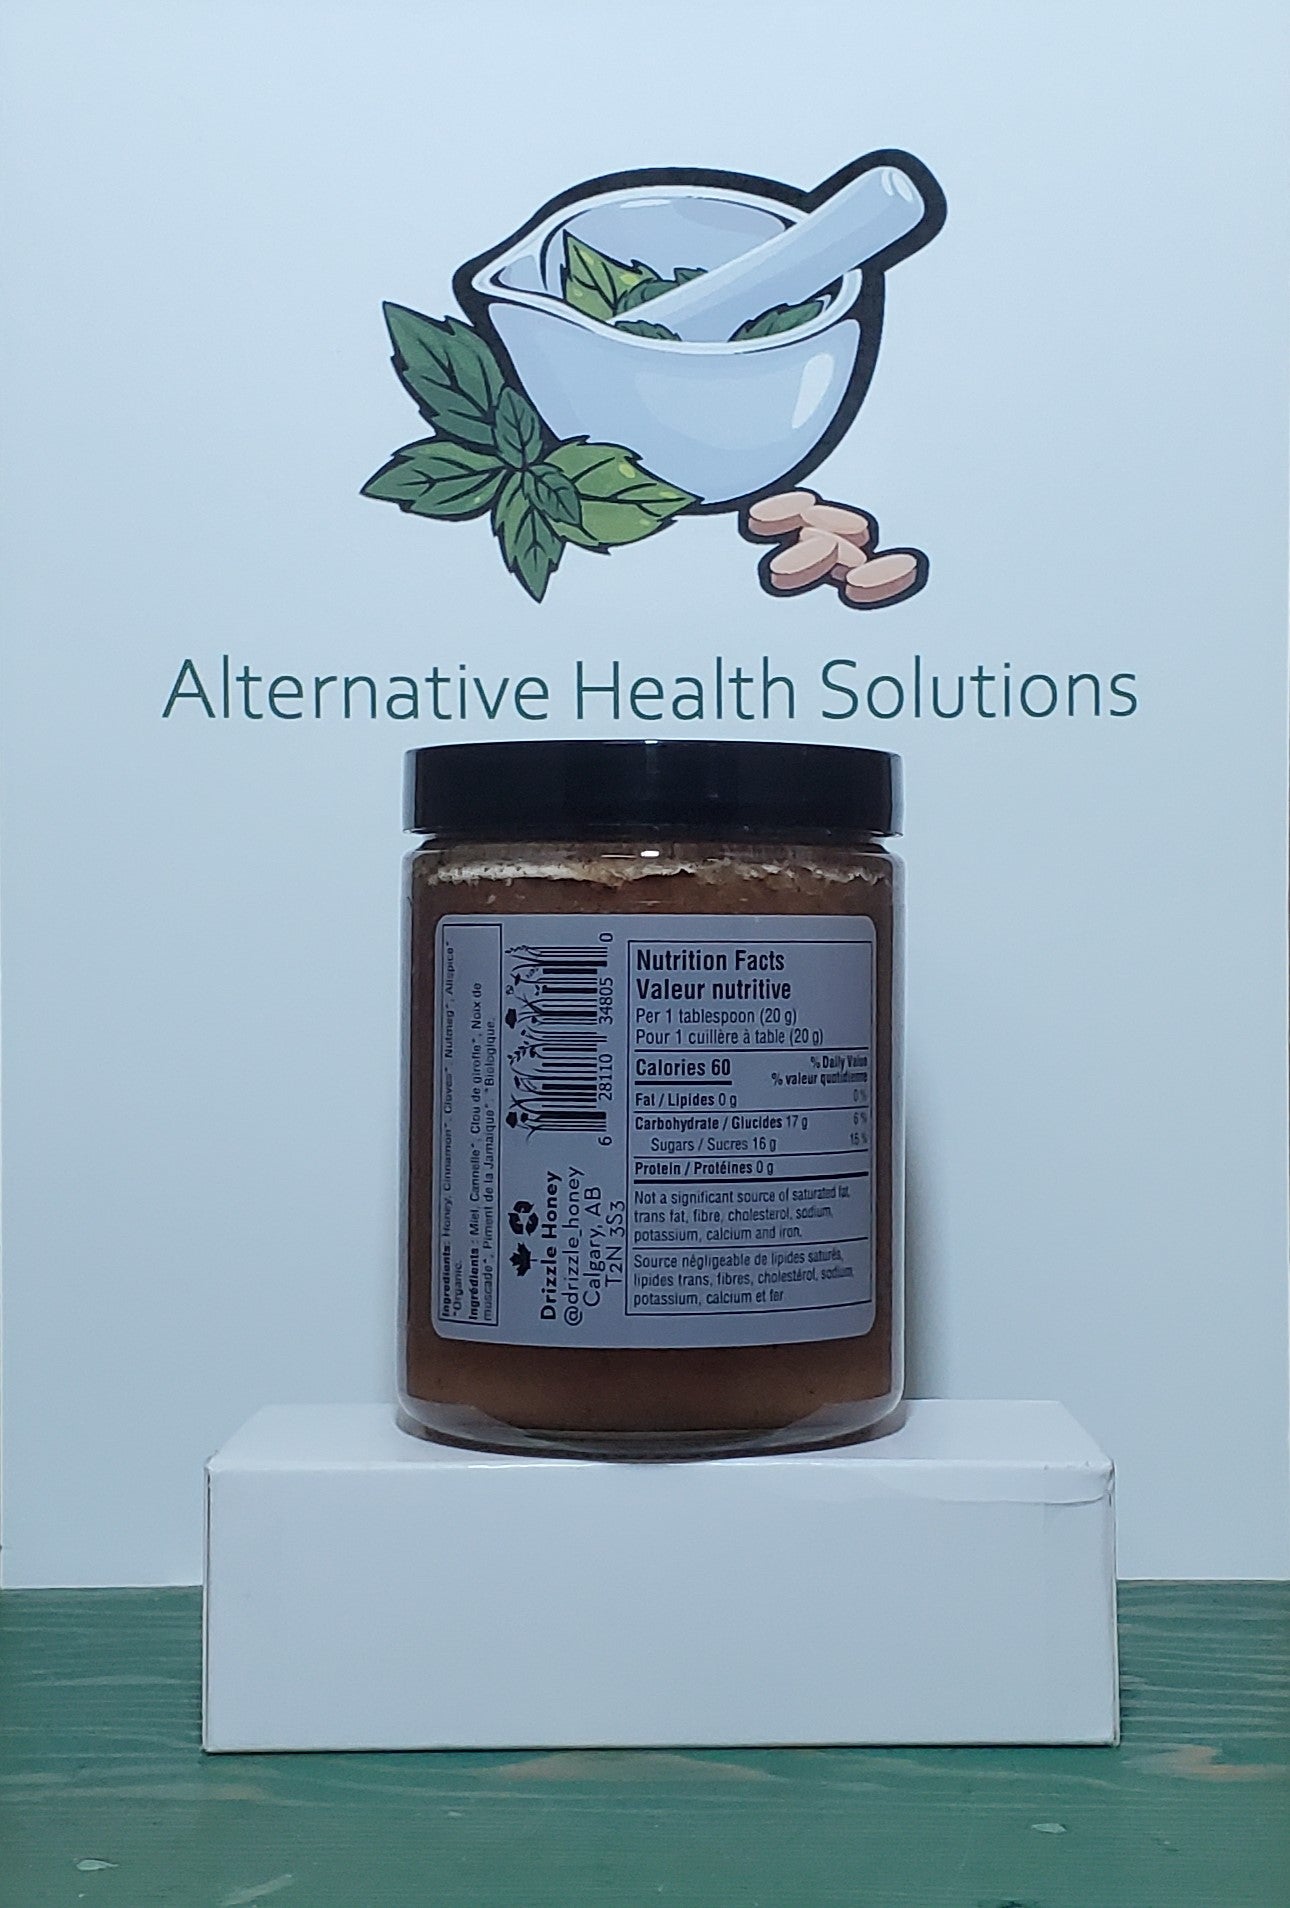 Alternative Health Solutions
Ingredients: Honey, Cinnamon*, Cloves*, Nutmeg*, Allspice*
*Organic.
Ingrédients : Miel, Cannelle*, Clou de girofle*, Noix de
muscade*, Piment de la Jamaïque*. *Biologique.
6 28110 34805 0
Drizzle Honey
@drizzle_honey
Calgary, AB
T2N 3S3
Nutrition Facts
Valeur nutritive
Per 1 tablespoon (20 g)
Pour 1 cuillère à table (20 g)
Calories 60
% Daily Value
% valeur quotidienne
Fat / Lipides 0 g 0 %
Carbohydrate / Glucides 17 g 6 %
Sugars / Sucres 16 g 16 %
Protein / Protéines 0 g
Not a significant source of saturated fat,
trans fat, fibre, cholesterol, sodium,
potassium, calcium and iron.
Source négligeable de lipides saturés,
lipides trans, fibres, cholestérol, sodium,
potassium, calcium et fer